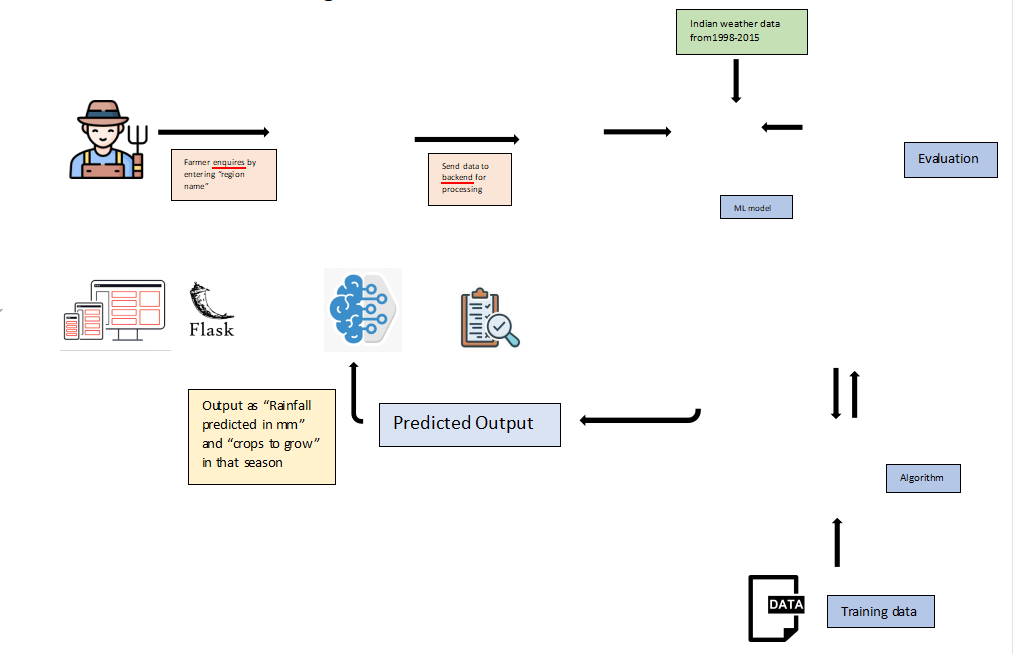 Indian weather data
from1998-2015
Farmer enquires by
entering “region
name”
Send data to
backend for
processing
Evaluation
ML model
Flask
Output as “Rainfall
predicted in mm”
and “crops to grow”
in that season
Predicted Output
Algorithm
DATA
Training data